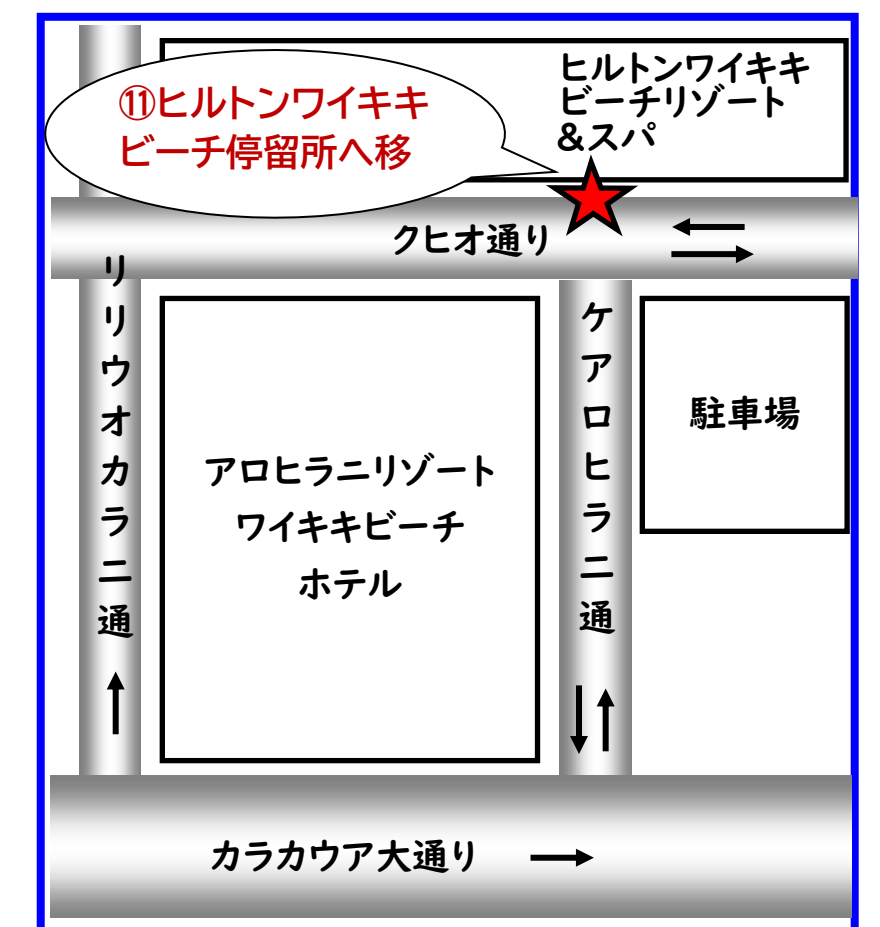 ⑪ヒルトンワイキキ
ビーチ停留所へ移
ヒルトンワイキキ
ビーチリゾート
&スパ
クヒオ通り
リリウオカラニ通
アロヒラニリゾート
ワイキキビーチ
ホテル
ケアロヒラニ通
駐車場
カラカウア大通り